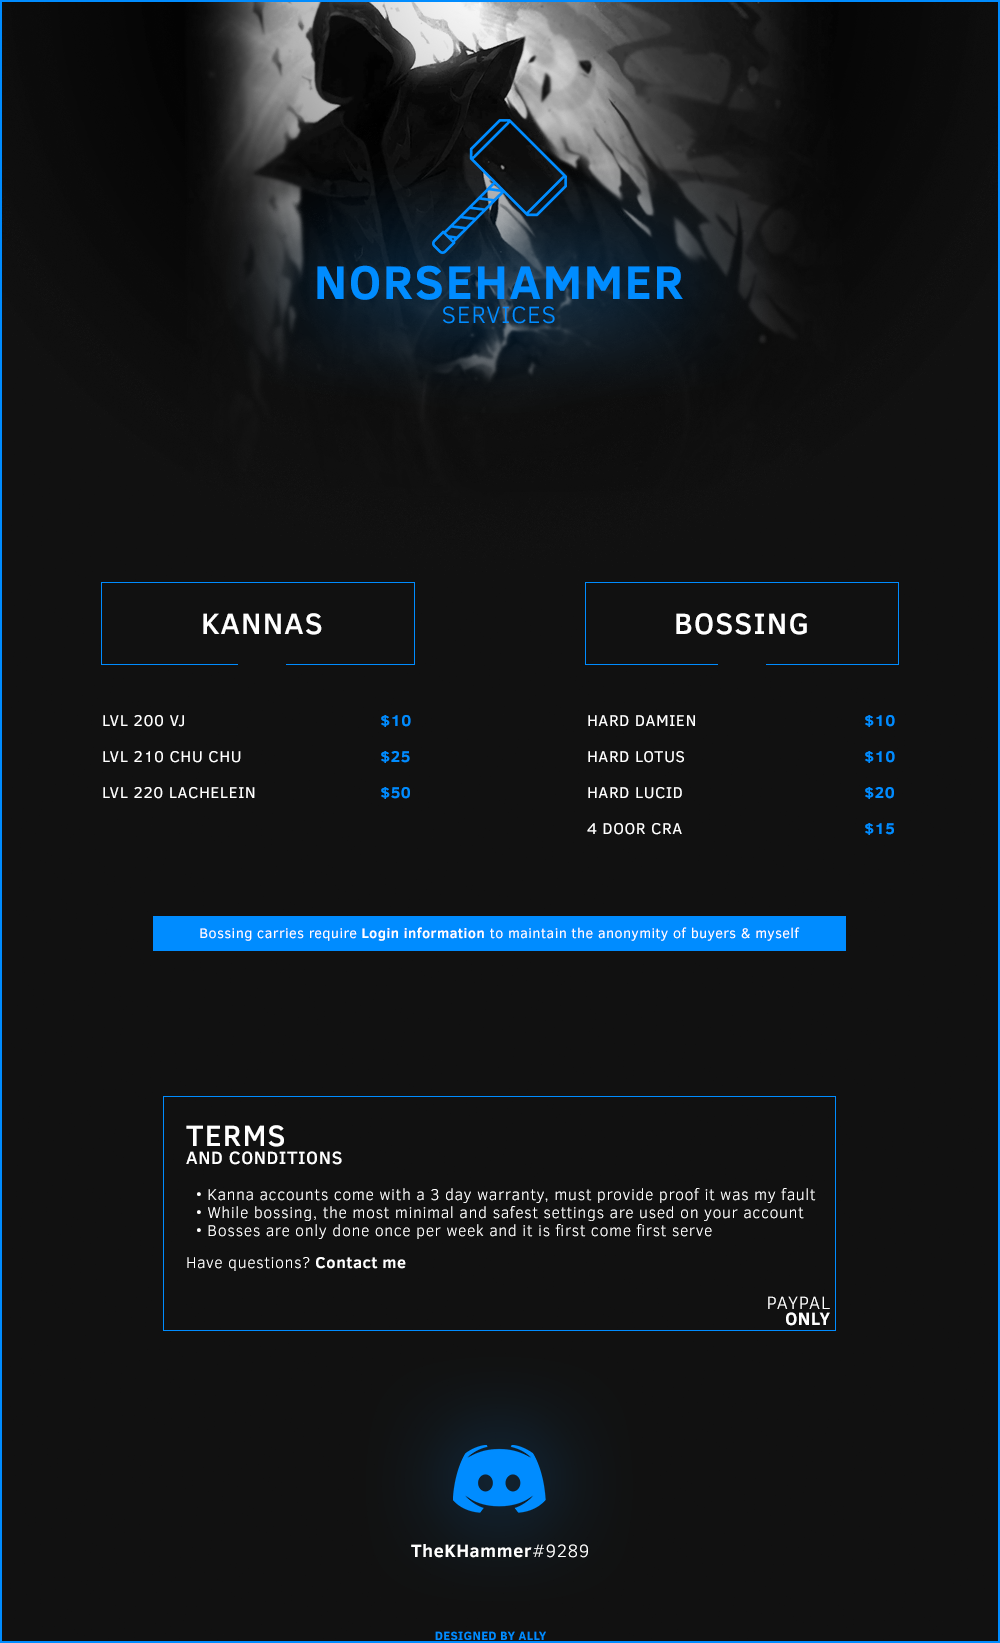 NORSEHAMMER
SERVICES
KANNAS
LVL 200 VJ $10
LVL 210 CHU CHU $25
LVL 220 LACHELEIN $50
BOSSING
HARD DAMIEN $10
HARD LOTUS $10
HARD LUCID $20
4 DOOR CRA $15
Bossing carries require Login information to maintain the anonymity of buyers & myself
TERMS
AND CONDITIONS
• Kanna accounts come with a 3 day warranty, must provide proof it was my fault
• While bossing, the most minimal and safest settings are used on your account
• Bosses are only done once per week and it is first come first serve
Have questions? Contact me
PAYPAL
ONLY
TheKHammer#9289
DESIGNED BY ALLY